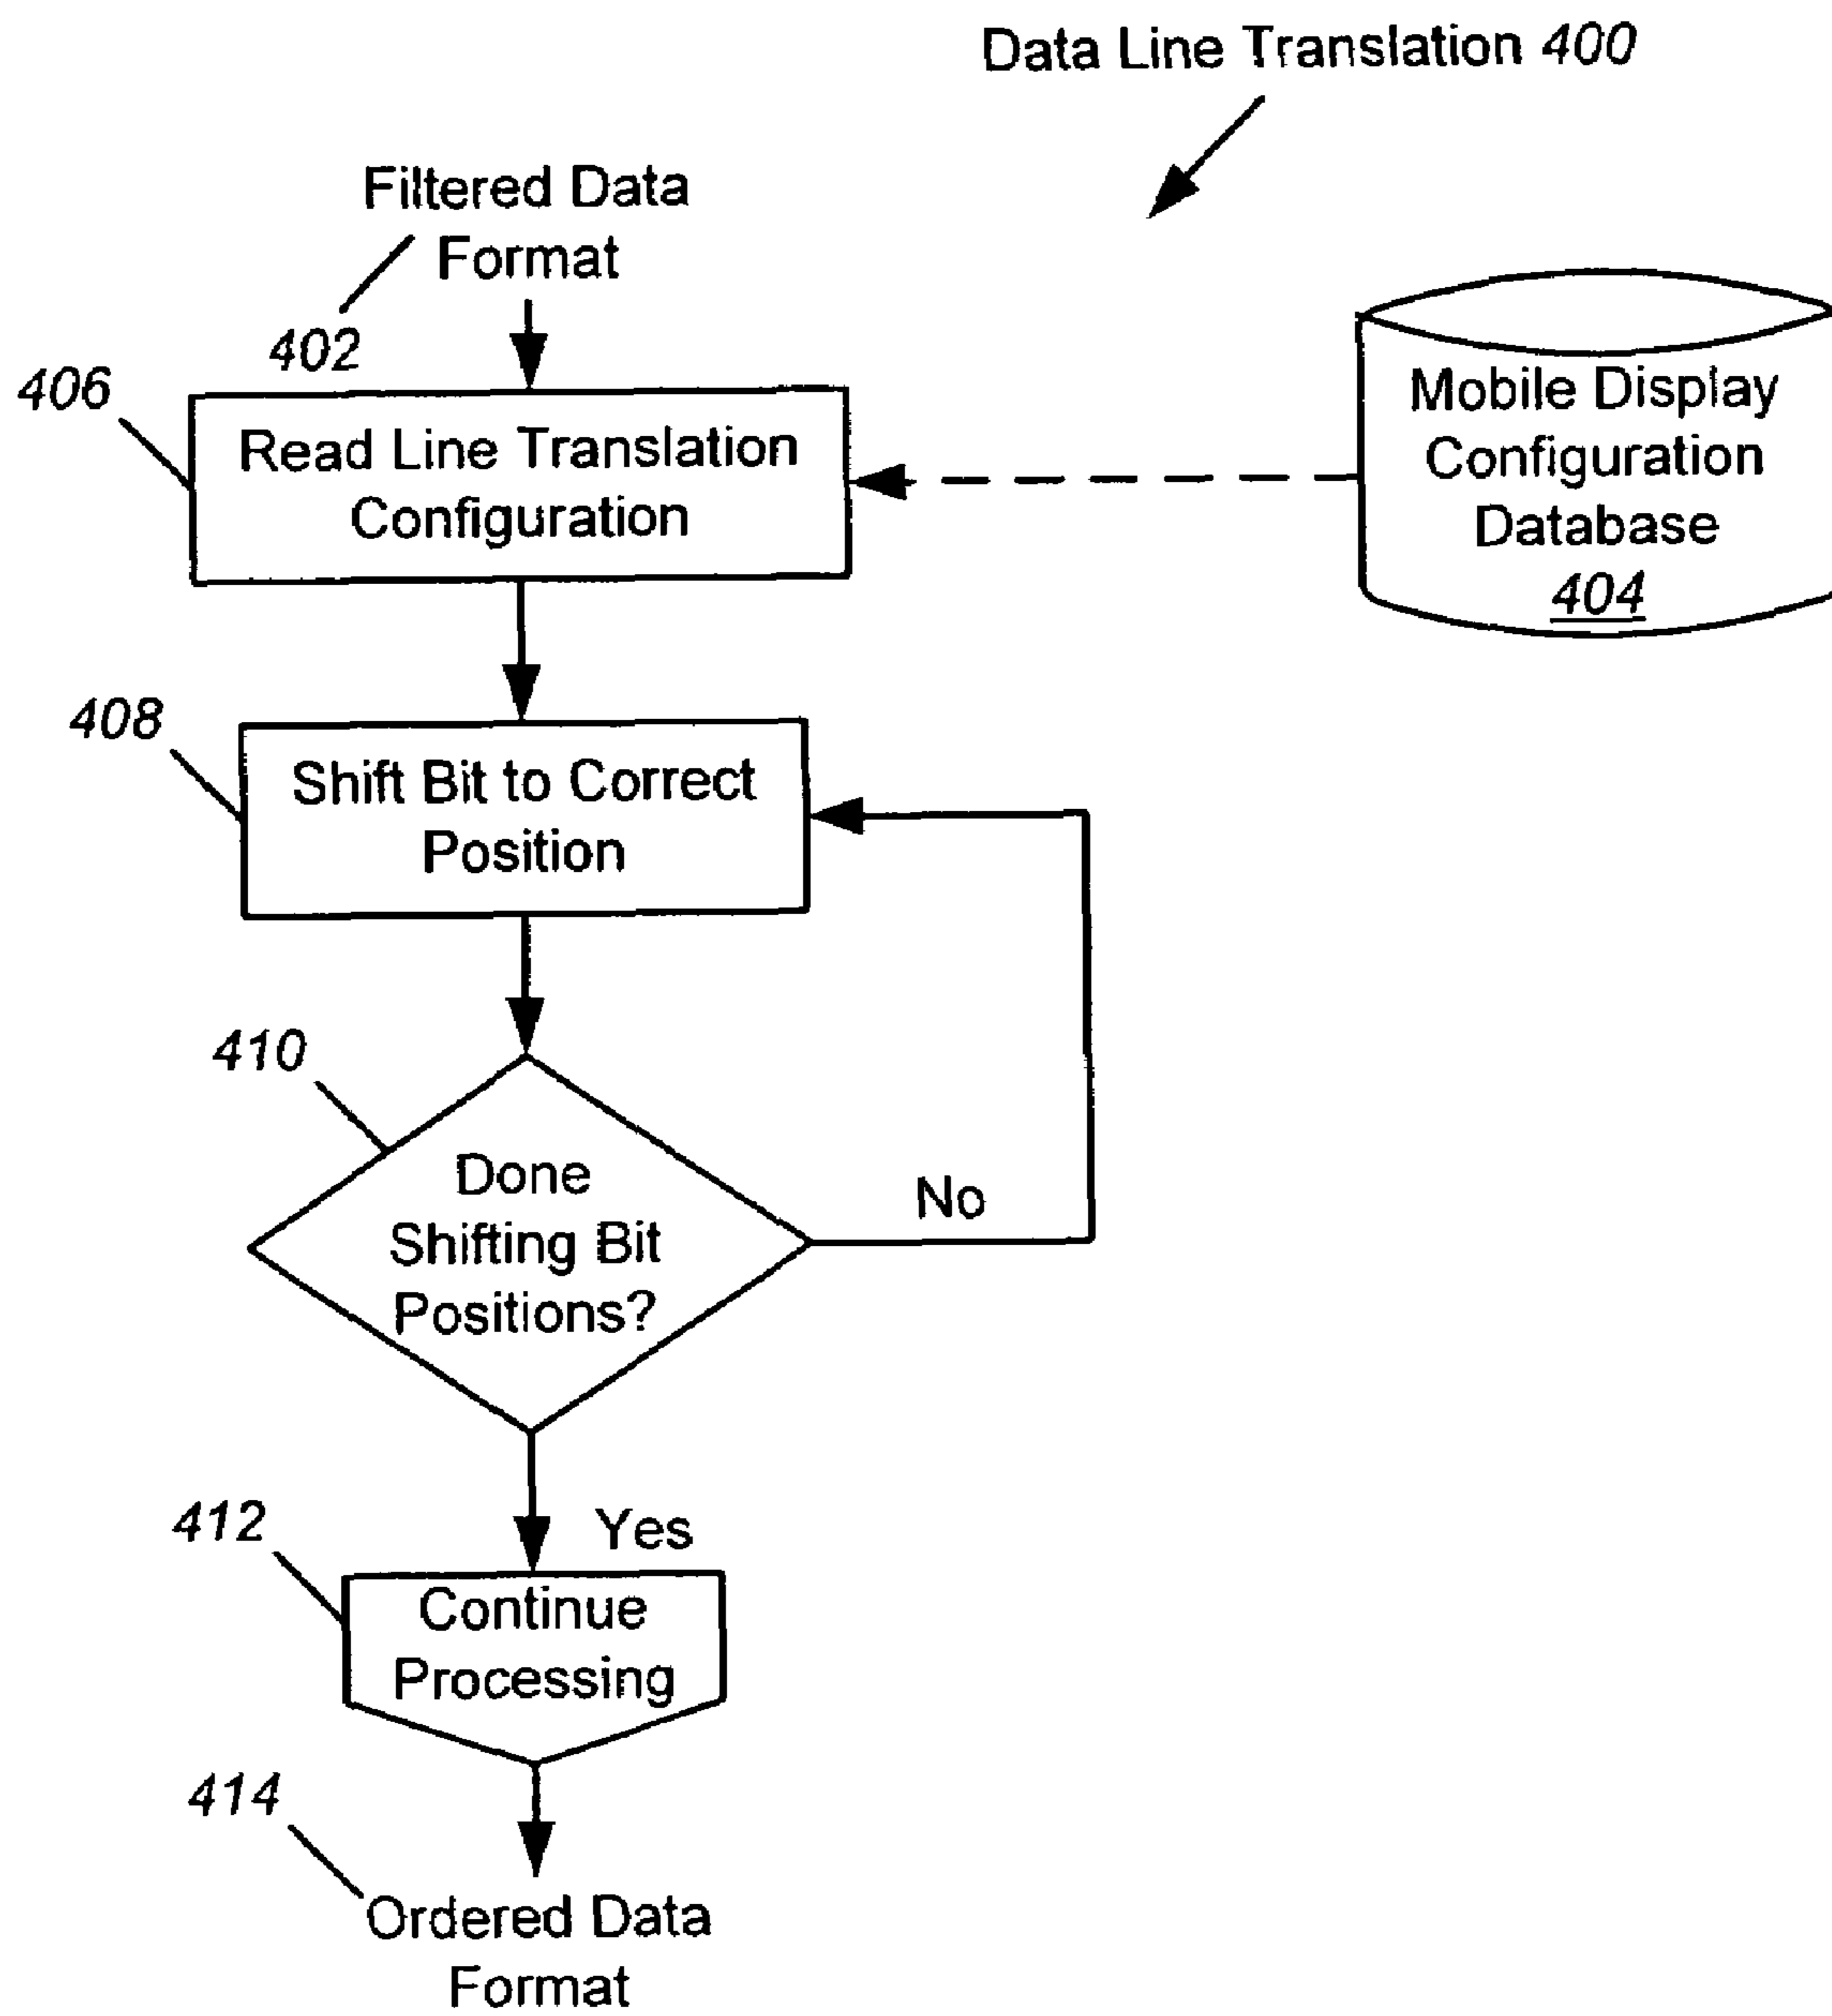 Data Line Translation 400
Filtered Data
Format
402
406
Read Line Translation
Configuration
Mobile Display
Configuration
Database
404
408
Shift Bit to Correct
Position
410
Done
Shifting Bit
Positions?
No
Yes
412
Continue
Processing
414
Ordered Data
Format